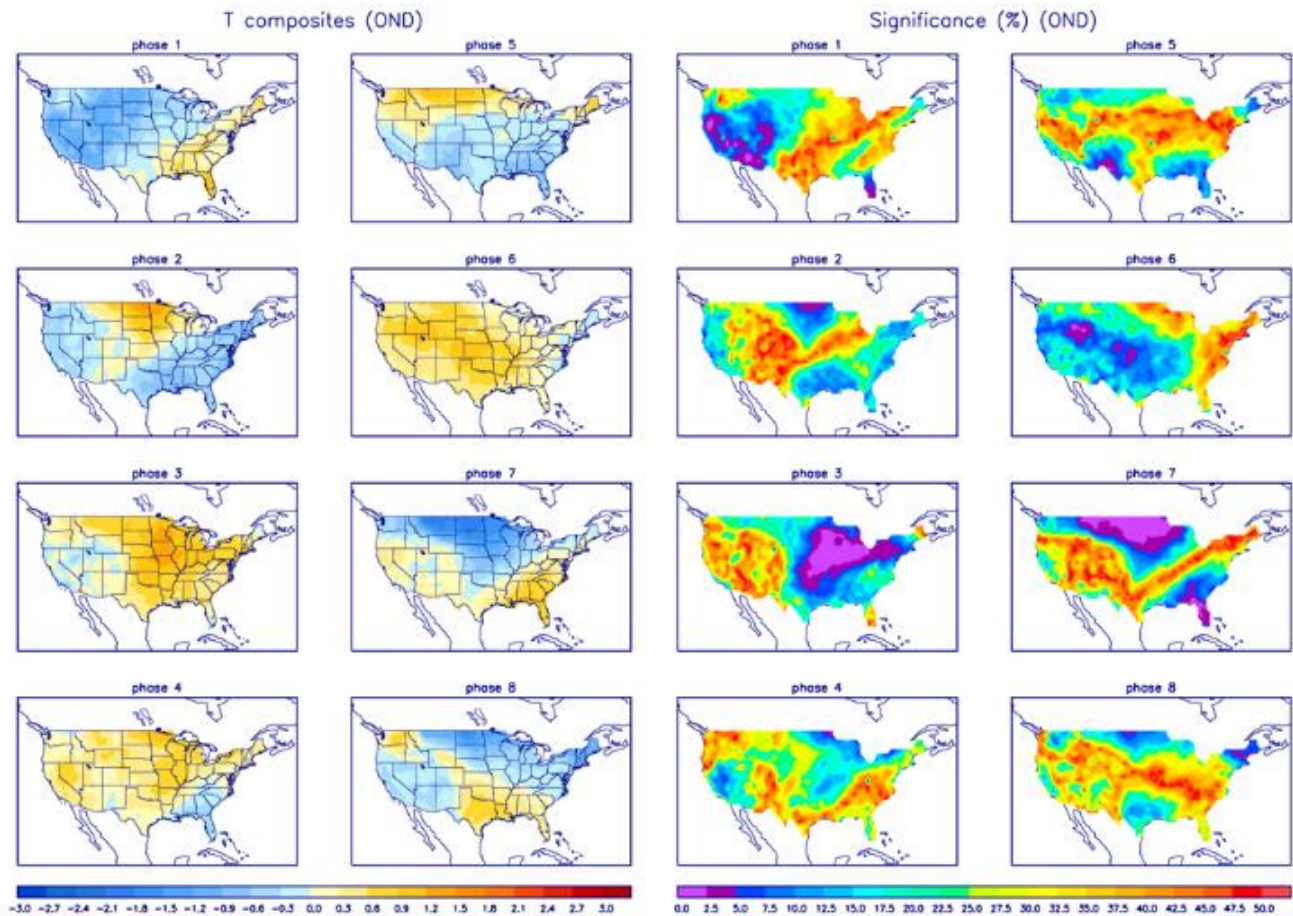 T composites (OND) Significance (%) (OND)
phase 1 phase 5 phase 1 phase 5
phase 2 phase 6 phase 2 phase 6
phase 3 phase 7 phase 3 phase 7
phase 4 phase 8 phase 4 phase 8
-3.0 -2.7 -2.4 -2.1 -1.8 -1.5 -1.2 -0.9 -0.6 -0.3 0.0 0.3 0.6 0.9 1.2 1.5 1.8 2.1 2.4 2.7 3.0 0.0 2.5 5.0 7.5 10.0 12.5 15.0 17.5 20.0 22.5 25.0 27.5 30.0 32.5 35.0 37.5 40.0 42.5 45.0 47.5 50.0